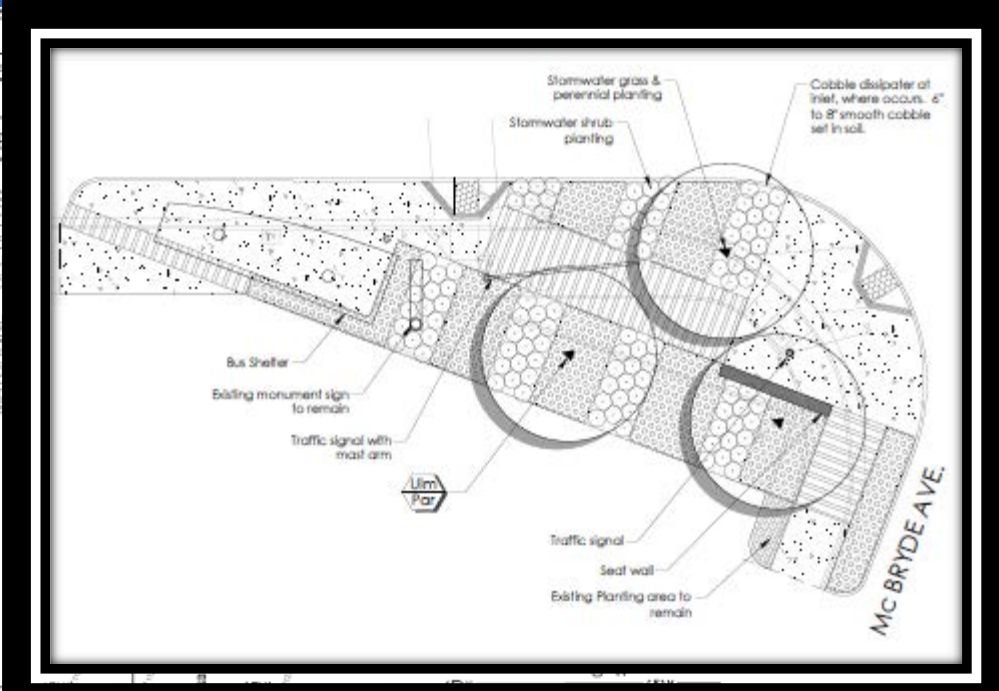 Stormwater grass &
perennial planting
Cobble dissipater at
inlet, where occurs. 6"
to 8" smooth cobble
set in soil.
Stormwater shrub
planting
Bus Shelter
Existing monument sign
to remain
Traffic signal with
mast arm
Ulm
Par
Traffic signal
Seat wall
Existing Planting area to
remain
Mc BRYDE AVE.